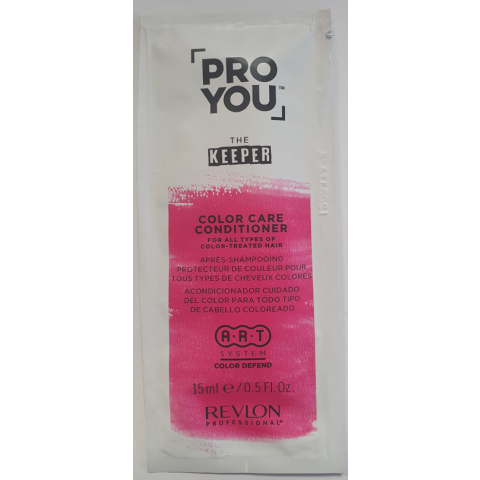 PRO
YOU™
THE
KEEPER
COLOR CARE
CONDITIONER
FOR ALL TYPES OF
COLOR-TREATED HAIR
APRÈS-SHAMPOOING
PROTECTEUR DE COULEUR POUR
TOUS TYPES DE CHEVEUX COLORÉS
ACONDICIONADOR CUIDADO
DEL COLOR PARA TODO TIPO
DE CABELLO COLOREADO
A·R·T
SYSTEM
COLOR DEFEND
15ml ℮/0.5 Fl.Oz.
REVLON
PROFESSIONAL®